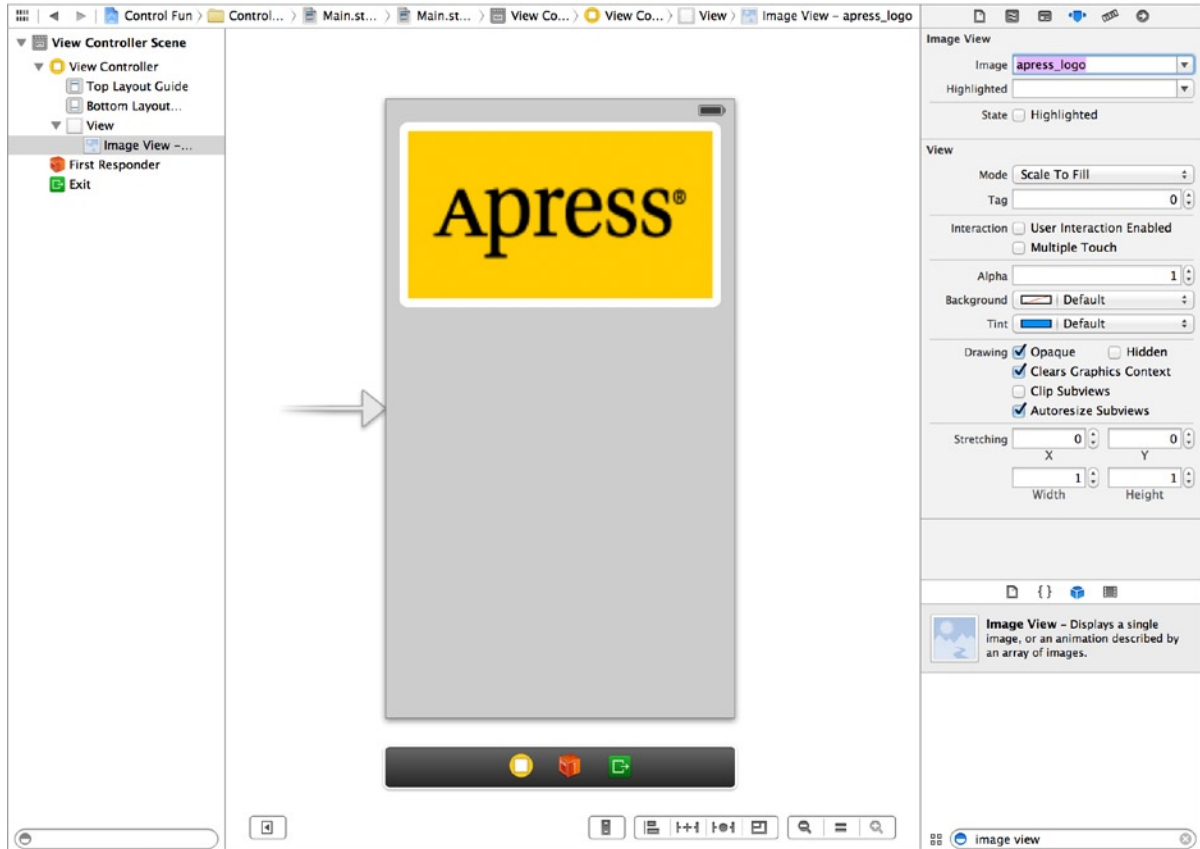 Control Fun
Control...
Main.st...
Main.st...
View Co...
View Co...
View
Image View – apress_logo
View Controller Scene
View Controller
Top Layout Guide
Bottom Layout...
View
Image View –...
First Responder
Exit
Apress®
Image View
Image apress_logo
Highlighted
State Highlighted
View
Mode Scale To Fill
Tag 0
Interaction User Interaction Enabled
Multiple Touch
Alpha 1
Background Default
Tint Default
Drawing Opaque Hidden
Clears Graphics Context
Clip Subviews
Autoresize Subviews
Stretching 0 0
X Y
1 1
Width Height
{}
Image View – Displays a single
image, or an animation described by
an array of images.
image view